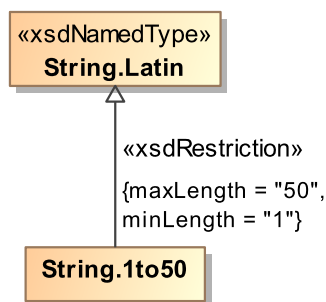 «xsdNamedType»
String.Latin
«xsdRestriction»
{maxLength = "50",
minLength = "1"}
String.1to50